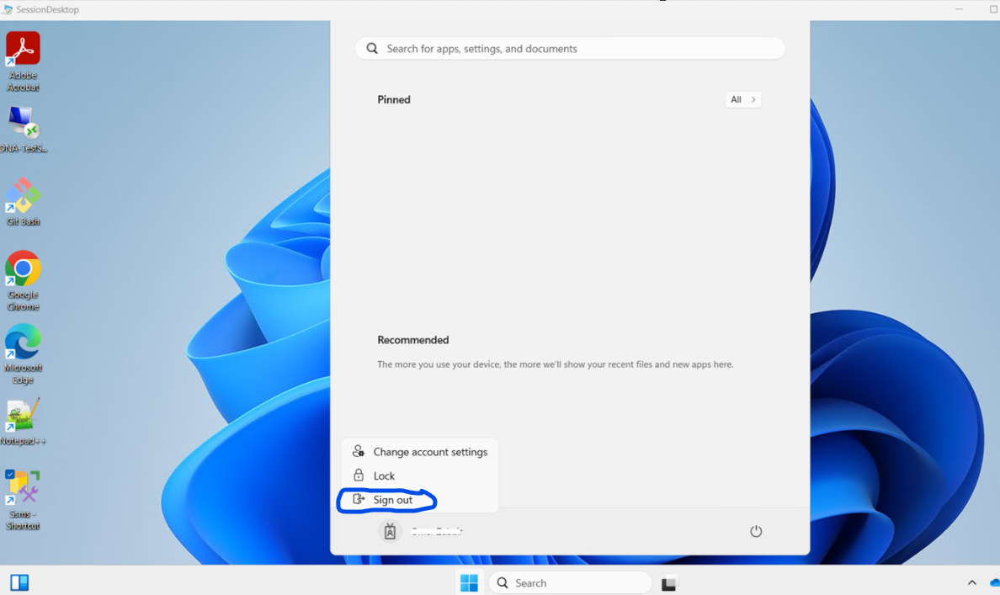 SessionDesktop
Search for apps, settings, and documents
Adobe
Acrobat
Pinned
All
DNA-TestS...
Git Bash
Google
Chrome
Recommended
The more you use your device, the more we'll show your recent files and new apps here.
Microsoft
Edge
Notepad++
Change account settings
Lock
Sign out
Ssms -
Shortcut
Search